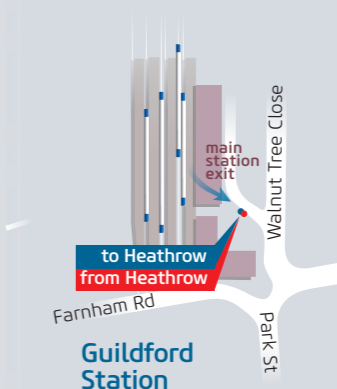 main
station
exit
Walnut Tree Close
to Heathrow
from Heathrow
Farnham Rd
Park St
Guildford
Station